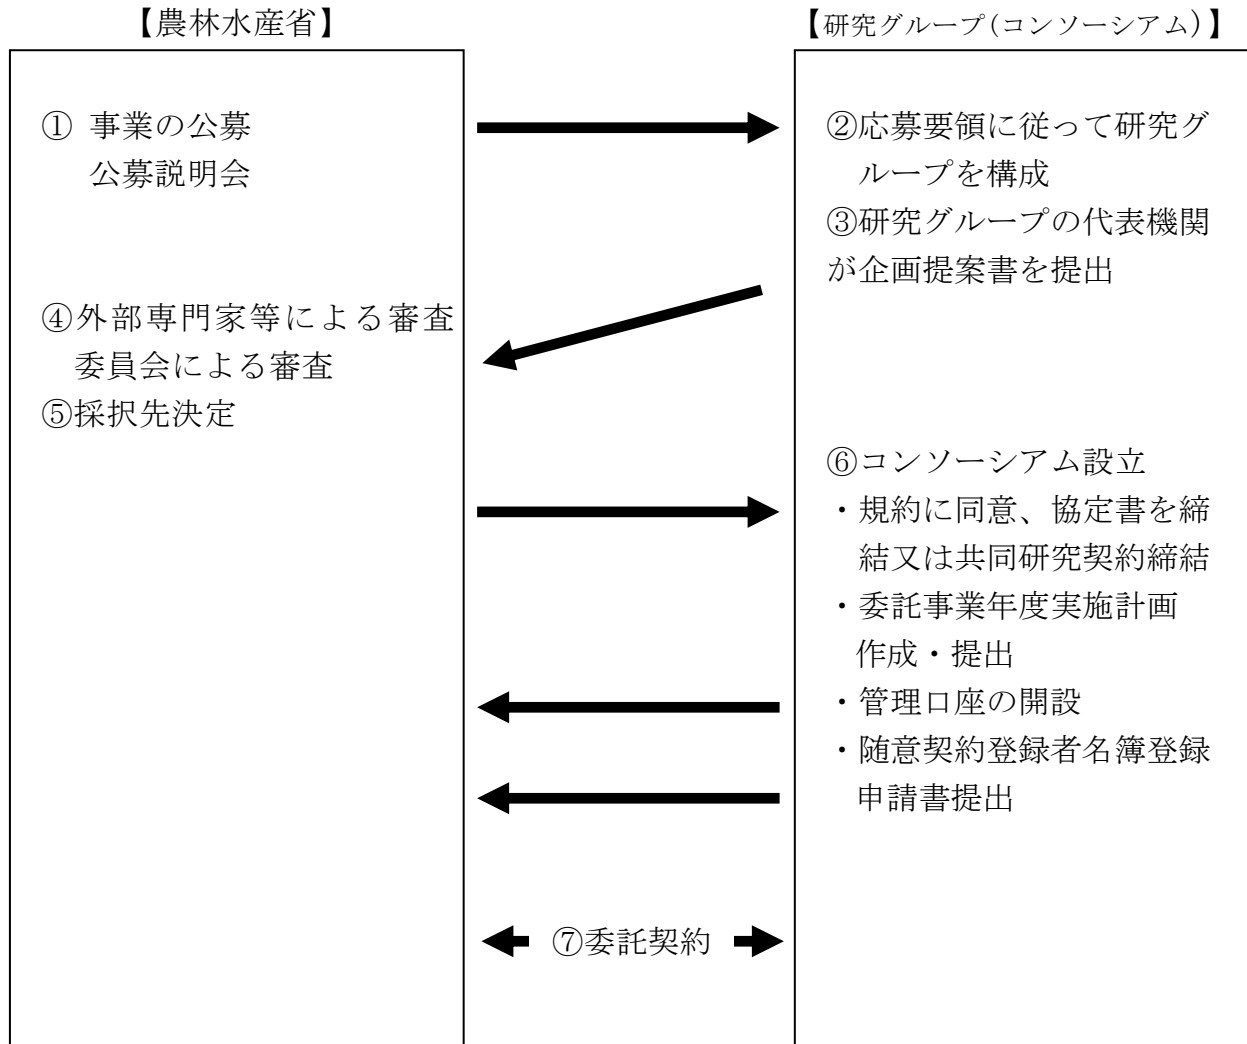 【農林水産省】
【研究グループ(コンソーシアム)】
① 事業の公募
公募説明会
②応募要領に従って研究グ
ループを構成
③研究グループの代表機関
が企画提案書を提出
④外部専門家等による審査
委員会による審査
⑤採択先決定
⑥コンソーシアム設立
・規約に同意、協定書を締
結又は共同研究契約締結
・委託事業年度実施計画
作成・提出
・管理口座の開設
・随意契約登録者名簿登録
申請書提出
⑦委託契約